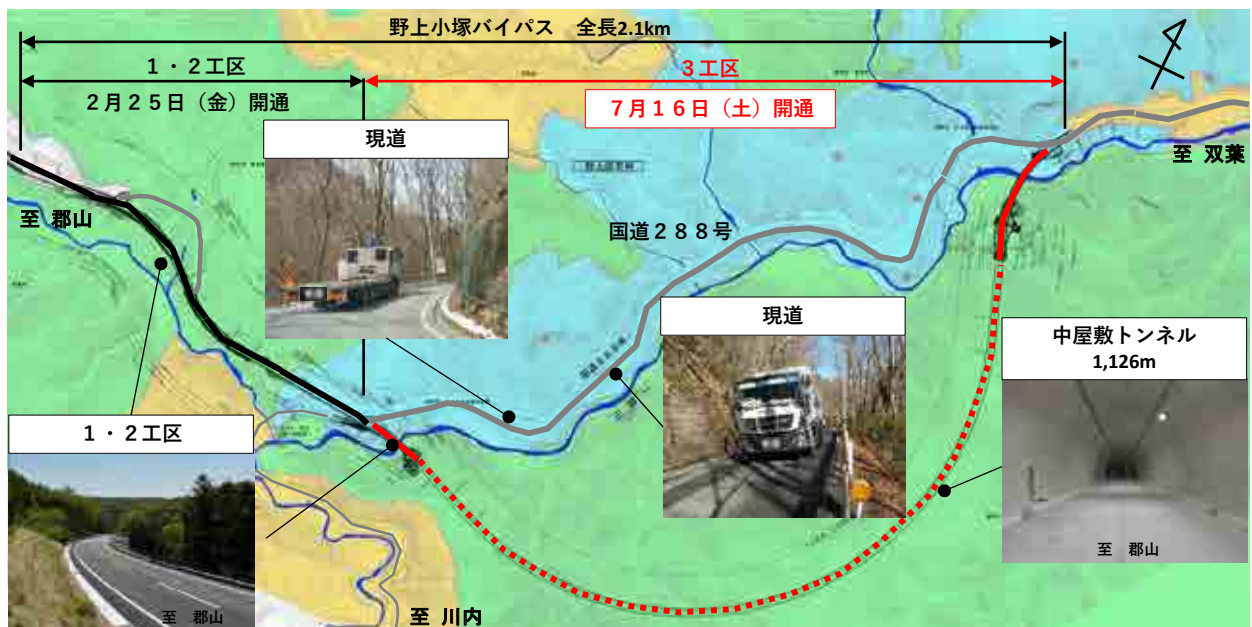 野上小塚バイパス　全長2.1km
１・２工区
２月２５日（金）開通
３工区
７月１６日（土）開通
現道
至 双葉
至 郡山
国道２８８号
現道
中屋敷トンネル
1,126m
至　郡山
１・２工区
至　郡山
至 川内